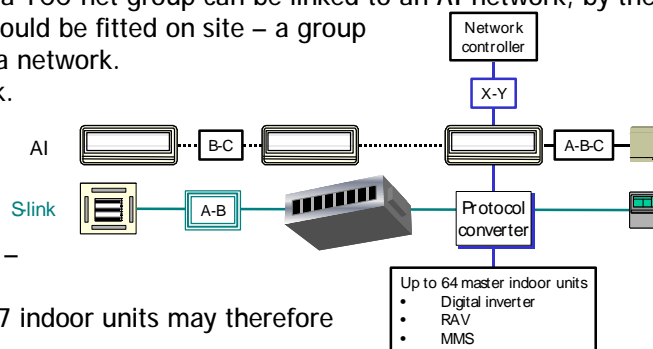 a TCC-net group can be linked to an AI network, by the
ould be fitted on site – a group
a network.
k.
Network
controller
X-Y
AI
B-C
A-B-C
S-link
A-B
Protocol
converter
–
7 indoor units may therefore
Up to 64 master indoor units
• Digital inverter
• RAV
• MMS